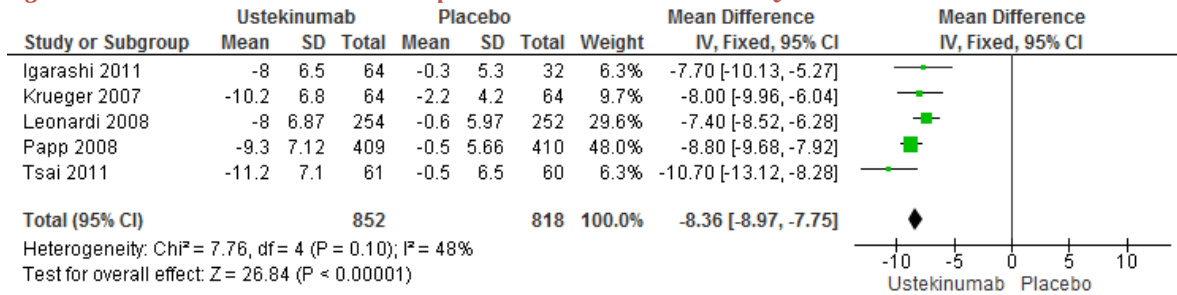 Ustekinumab Placebo Mean Difference Mean Difference
Study or Subgroup Mean SD Total Mean SD Total Weight IV, Fixed, 95% CI IV, Fixed, 95% CI
Igarashi 2011 -8 6.5 64 -0.3 5.3 32 6.3% -7.70 [-10.13, -5.27]
Krueger 2007 -10.2 6.8 64 -2.2 4.2 64 9.7% -8.00 [-9.96, -6.04]
Leonardi 2008 -8 6.87 254 -0.6 5.97 252 29.6% -7.40 [-8.52, -6.28]
Papp 2008 -9.3 7.12 409 -0.5 5.66 410 48.0% -8.80 [-9.68, -7.92]
Tsai 2011 -11.2 7.1 61 -0.5 6.5 60 6.3% -10.70 [-13.12, -8.28]
Total (95% CI) 852 818 100.0% -8.36 [-8.97, -7.75]
Heterogeneity: Chi² = 7.76, df = 4 (P = 0.10); I² = 48%
Test for overall effect: Z = 26.84 (P < 0.00001)
-10 -5 0 5 10
Ustekinumab Placebo